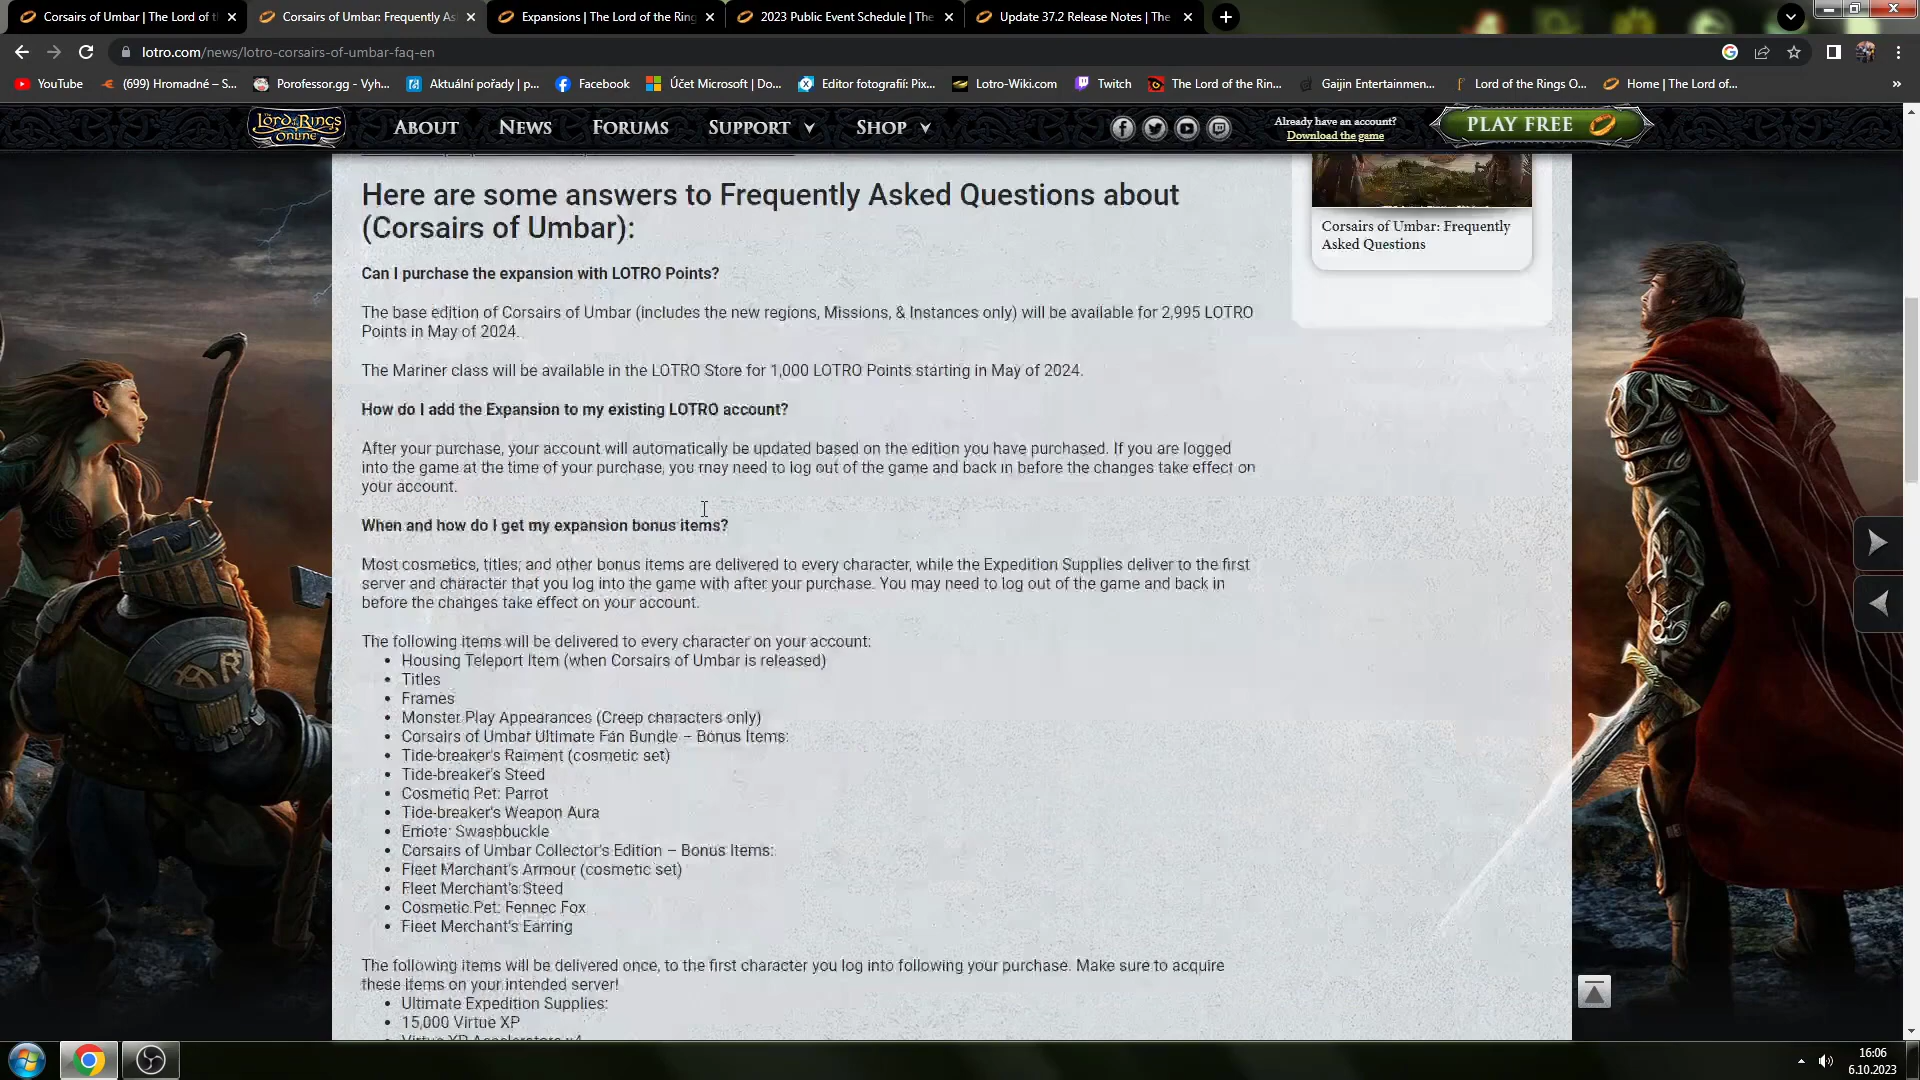 Corsairs of Umbar | The Lord of t
Corsairs of Umbar: Frequently As
Expansions | The Lord of the Ring
2023 Public Event Schedule | The
Update 37.2 Release Notes | The
lotro.com/news/lotro-corsairs-of-umbar-faq-en
YouTube
(699) Hromadné – S...
Porofessor.gg - Vyh...
Aktuální pořady | p...
Facebook
Účet Microsoft | Do...
Editor fotografií: Pix...
Lotro-Wiki.com
Twitch
The Lord of the Rin...
Gaijin Entertainmen...
Lord of the Rings O...
Home | The Lord of...
The Lord of the Rings Online
About
News
Forums
Support
Shop
Already have an account?
Download the game
Play Free
Here are some answers to Frequently Asked Questions about
(Corsairs of Umbar):
Corsairs of Umbar: Frequently
Asked Questions
Can I purchase the expansion with LOTRO Points?
The base edition of Corsairs of Umbar (includes the new regions, Missions, & Instances only) will be available for 2,995 LOTRO
Points in May of 2024.
The Mariner class will be available in the LOTRO Store for 1,000 LOTRO Points starting in May of 2024.
How do I add the Expansion to my existing LOTRO account?
After your purchase, your account will automatically be updated based on the edition you have purchased. If you are logged
into the game at the time of your purchase, you may need to log out of the game and back in before the changes take effect on
your account.
When and how do I get my expansion bonus items?
Most cosmetics, titles, and other bonus items are delivered to every character, while the Expedition Supplies deliver to the first
server and character that you log into the game with after your purchase. You may need to log out of the game and back in
before the changes take effect on your account.
The following items will be delivered to every character on your account:
• Housing Teleport Item (when Corsairs of Umbar is released)
• Titles
• Frames
• Monster Play Appearances (Creep characters only)
• Corsairs of Umbar Ultimate Fan Bundle – Bonus Items:
• Tide-breaker's Raiment (cosmetic set)
• Tide-breaker's Steed
• Cosmetic Pet: Parrot
• Tide-breaker's Weapon Aura
• Emote: Swashbuckle
• Corsairs of Umbar Collector's Edition – Bonus Items:
• Fleet Marchant's Armour (cosmetic set)
• Fleet Merchant's Steed
• Cosmetic Pet: Fennec Fox
• Fleet Merchant's Earring
The following items will be delivered once, to the first character you log into following your purchase. Make sure to acquire
these items on your intended server!
• Ultimate Expedition Supplies:
• 15,000 Virtue XP
• Virtue XP Accelerators x4
16:06
6.10.2023